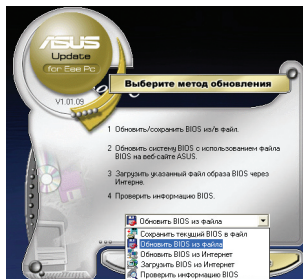 ASUS
Update
for Eee Pc
V1.01.09
Выберите метод обновления
1 Обновить/сохранить BIOS из/в файл.
2 Обновить систему BIOS с использованием файла
BIOS на веб-сайте ASUS.
3 Загрузить указанный файл образа BIOS через
Интерне.
4 Проверить информацию BIOS.
Обновить BIOS из файла
Сохранить текущий BIOS в файл
Обновить BIOS из файла
Обновить BIOS из Интернет
Загрузить BIOS из Интернет
Проверить информацию BIOS